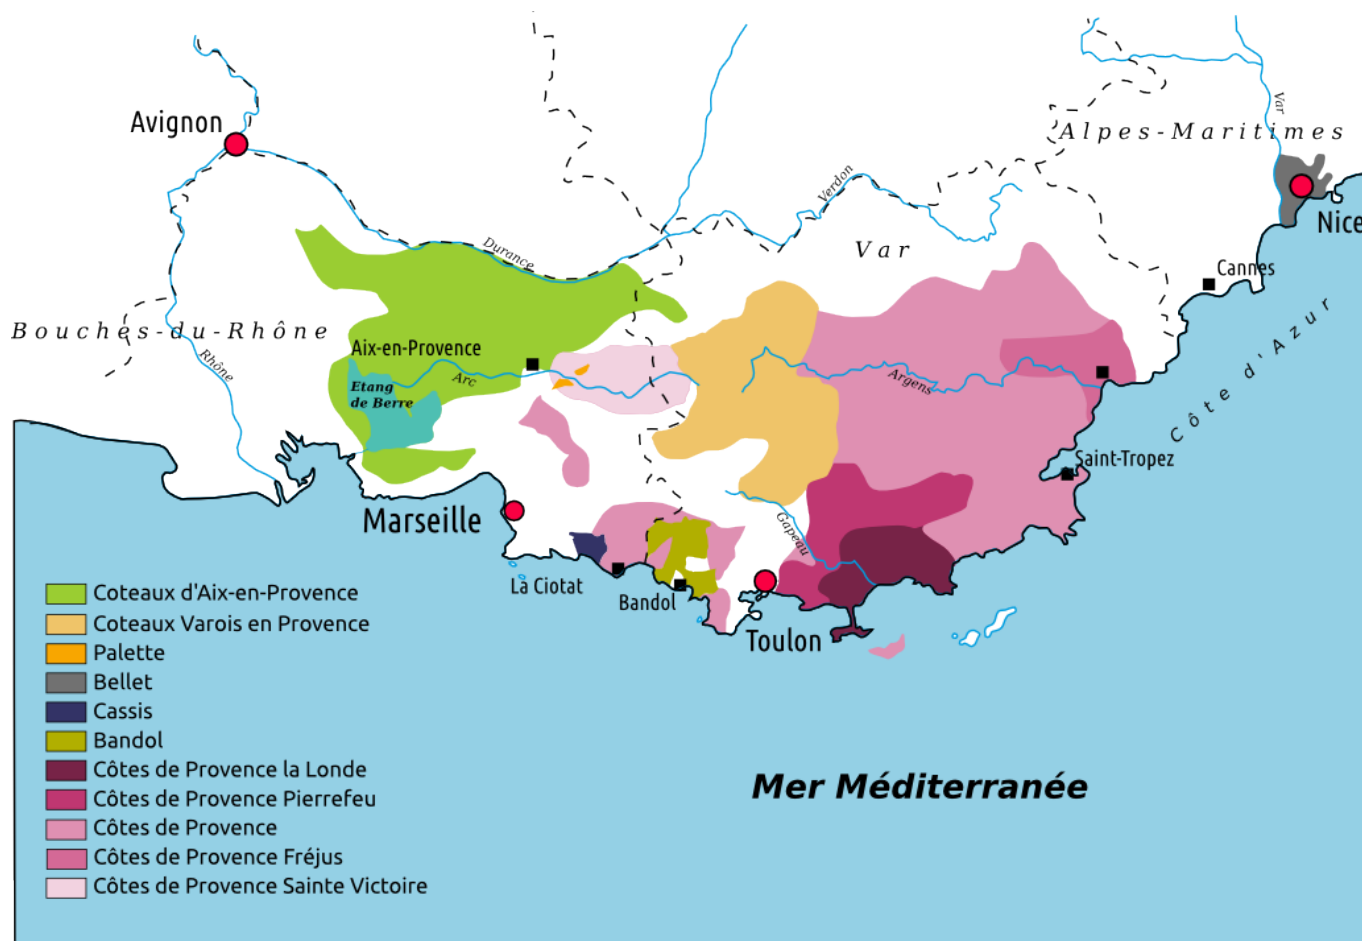 Avignon
Alpes-Maritimes
Var
Verdon
Durance
Var
Nice
Cannes
Bouches-du-Rhône
Rhône
Aix-en-Provence
Arc
Etang
de Berre
Argens
Côte d'Azur
Saint-Tropez
Marseille
Gapeau
La Ciotat
Bandol
Toulon
Coteaux d'Aix-en-Provence
Coteaux Varois en Provence
Palette
Bellet
Cassis
Bandol
Côtes de Provence la Londe
Côtes de Provence Pierrefeu
Côtes de Provence
Côtes de Provence Fréjus
Côtes de Provence Sainte Victoire
Mer Méditerranée